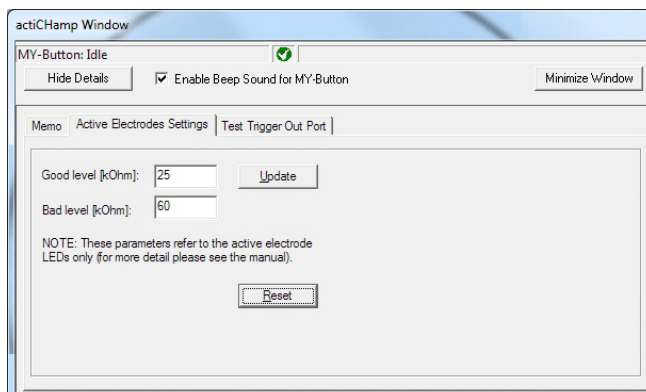 actiCHamp Window
MY-Button: Idle
Hide Details
Enable Beep Sound for MY-Button
Minimize Window
Memo
Active Electrodes Settings
Test Trigger Out Port
Good level [kOhm]:
25
Update
Bad level [kOhm]:
60
NOTE: These parameters refer to the active electrode
LEDs only (for more detail please see the manual).
Reset